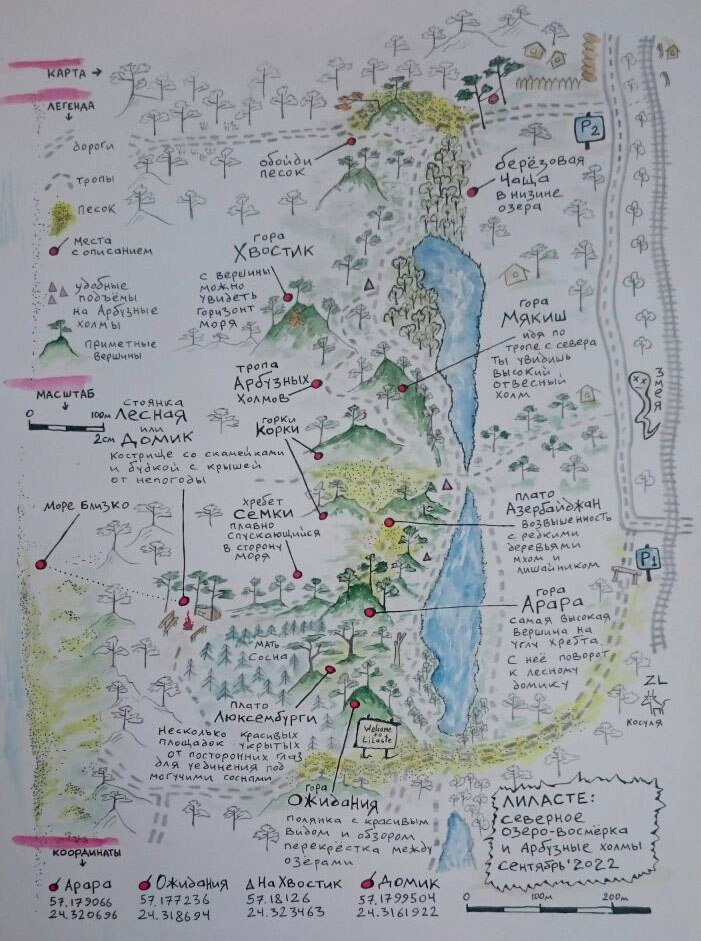 КАРТА →
ЛЕГЕНДА
дороги
тропы
песок
места
с описанием
удобные
подъёмы
на Арбузные
холмы
приметные
вершины
МАСШТАБ
0 100м
2см
обойди
песок
P2
берёзовая
чаща
в низине
озера
гора
Хвостик
с вершины
можно
увидеть
горизонт
моря
гора
Мякиш
идя по
тропе с севера
ты увидишь
высокий
отвесный
холм
Змея
тропа
Арбузных
холмов
горки
Корки
стоянка
Лесная
или
Домик
кострище со скамейками
и будкой с крышей
от непогоды
море близко
хребет
Семки
плавно
спускающийся
в сторону
моря
плато
Азербайджан
возвышенность
с редкими
деревьями
мхом и
лишайником
P1
гора
Арара
самая высокая
вершина на
углу хребта.
С неё поворот
к лесному
домику
мать
Сосна
ZL
косуля
плато
Люксембурги
Несколько красивых
площадок укрытых
от посторонних глаз
для уединения под
могучими соснами
Welcome
to
Lilaste
гора
Ожидания
полянка с красивым
видом и обзором
перекрёстка между
озёрами
ЛИЛАСТЕ:
северное
озеро-восмёрка
и Арбузные холмы
сентябрь'2022
0 100м 200м
КООРДИНАТЫ
Арара
57.179066
24.320696
Ожидания
57.177236
24.318694
На Хвостик
57.18126
24.323463
Домик
57.1799504
24.3161922